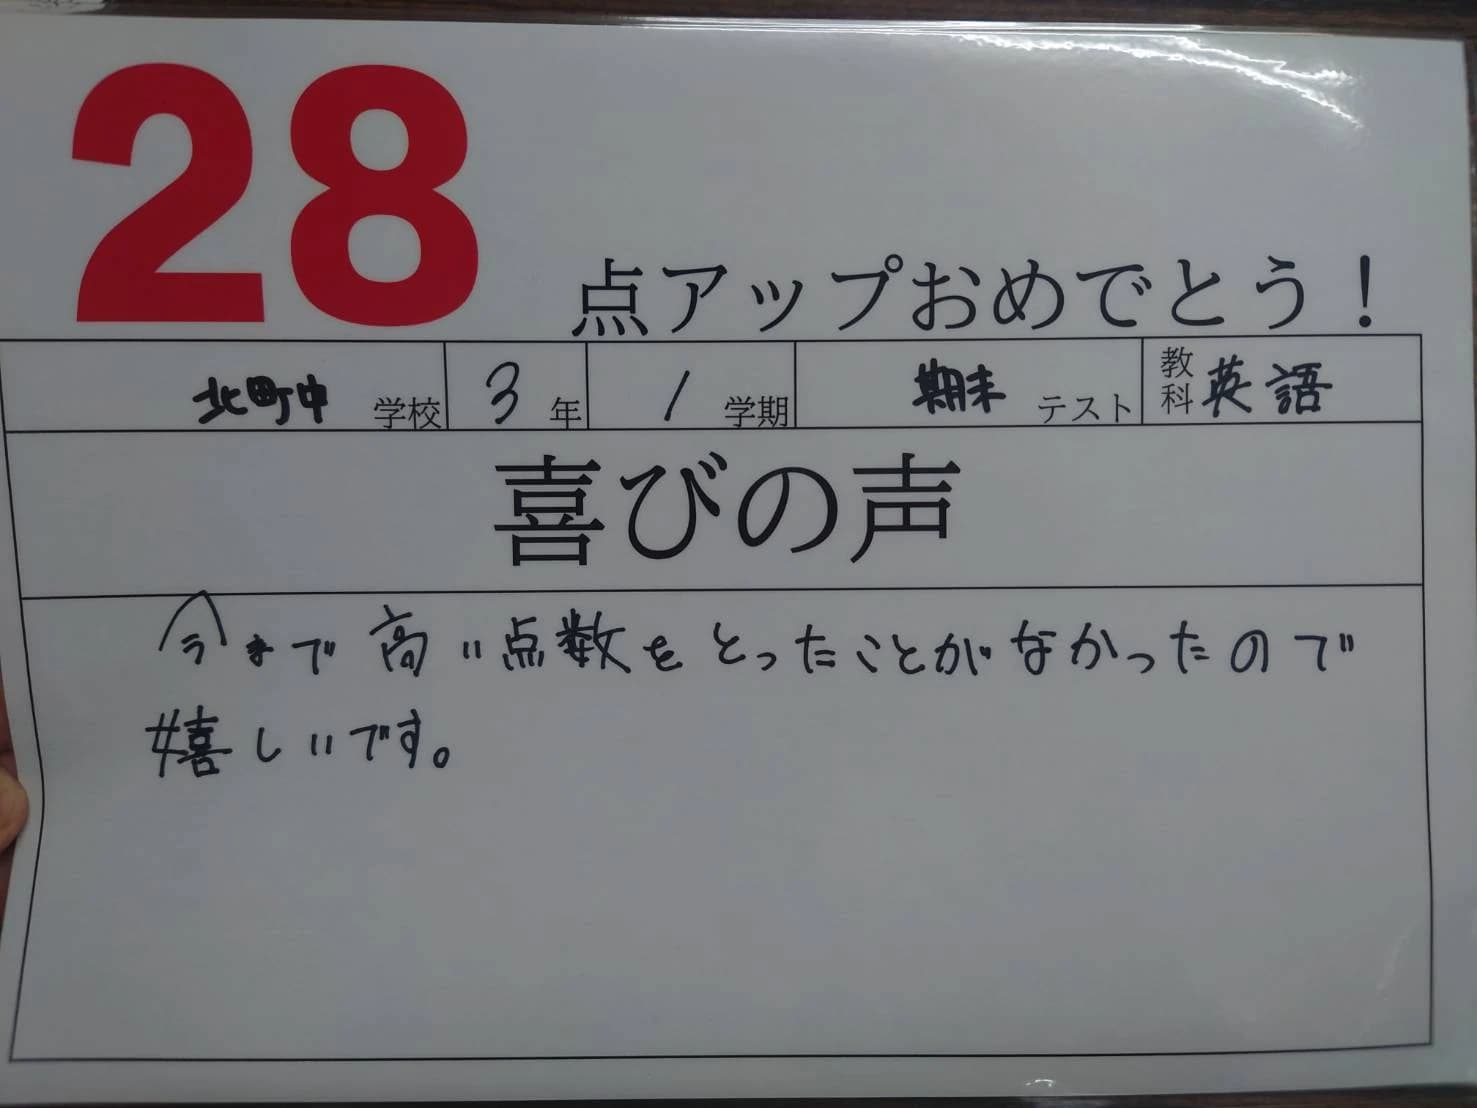 28点アップおめでとう!
北町中学校 3年 1学期 期末テスト 教科 英語
喜びの声
今まで高い点数をとったことがなかったので
嬉しいです。